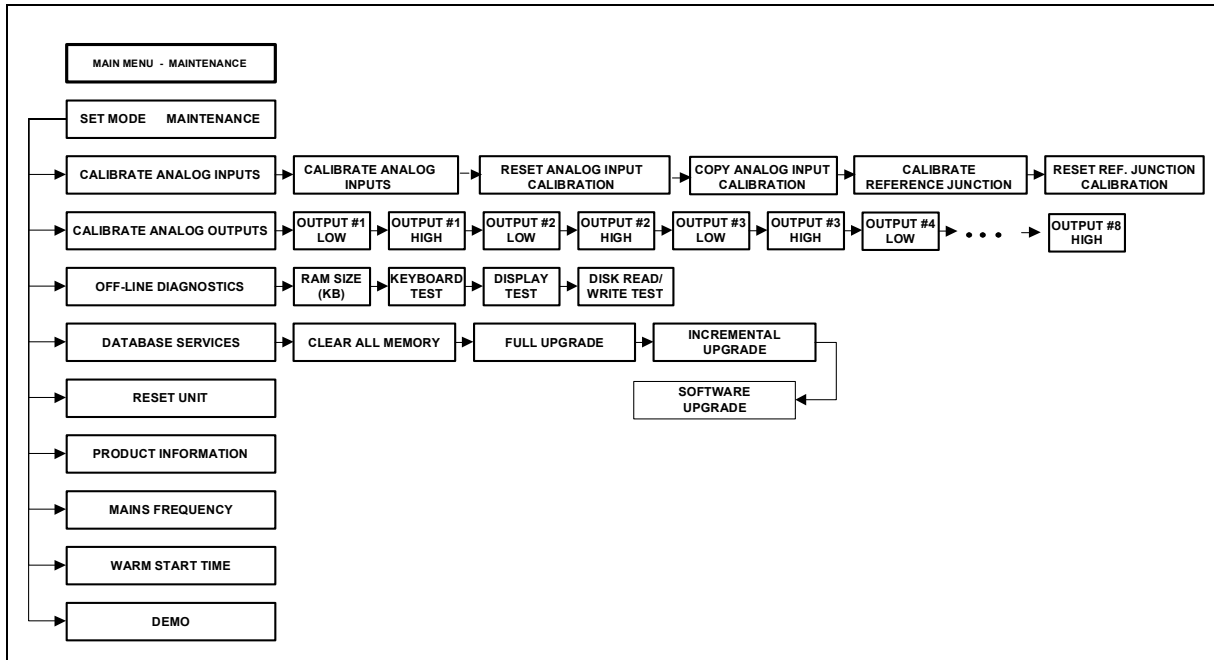 MAIN MENU - MAINTENANCE
SET MODE MAINTENANCE
CALIBRATE ANALOG INPUTS
CALIBRATE ANALOG
INPUTS
RESET ANALOG INPUT
CALIBRATION
COPY ANALOG INPUT
CALIBRATION
CALIBRATE
REFERENCE JUNCTION
RESET REF. JUNCTION
CALIBRATION
CALIBRATE ANALOG OUTPUTS
OUTPUT #1
LOW
OUTPUT #1
HIGH
OUTPUT #2
LOW
OUTPUT #2
HIGH
OUTPUT #3
LOW
OUTPUT #3
HIGH
OUTPUT #4
LOW
• • •
OUTPUT #8
HIGH
OFF-LINE DIAGNOSTICS
RAM SIZE
(KB)
KEYBOARD
TEST
DISPLAY
TEST
DISK READ/
WRITE TEST
DATABASE SERVICES
CLEAR ALL MEMORY
FULL UPGRADE
INCREMENTAL
UPGRADE
SOFTWARE
UPGRADE
RESET UNIT
PRODUCT INFORMATION
MAINS FREQUENCY
WARM START TIME
DEMO